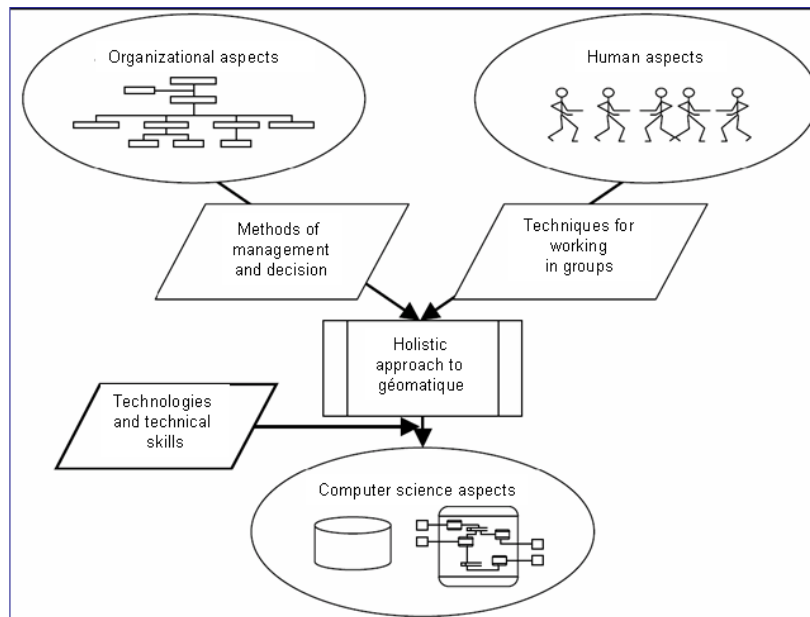 Organizational aspects
Human aspects
Methods of
management
and decision
Techniques for
working
in groups
Holistic
approach to
géomatique
Technologies
and technical
skills
Computer science aspects